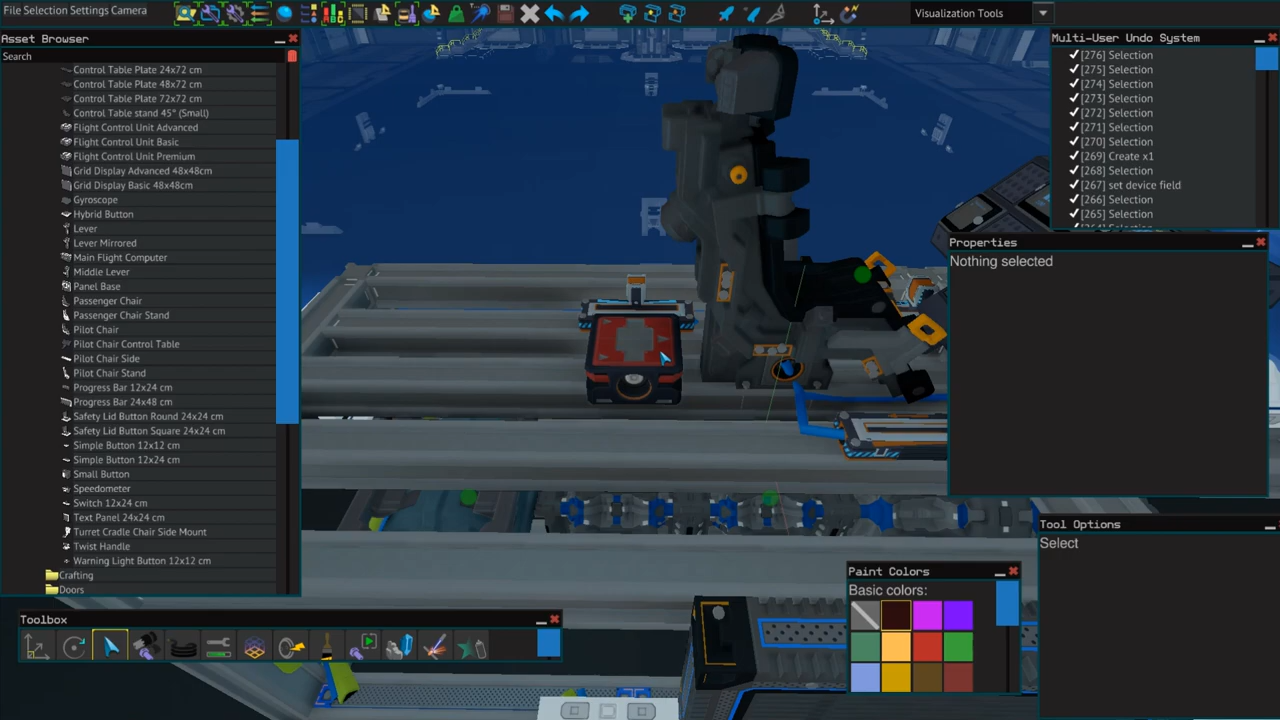 File Selection Settings Camera
Visualization Tools
Asset Browser
Search
Control Table Plate 24x72 cm
Control Table Plate 48x72 cm
Control Table Plate 72x72 cm
Control Table stand 45° (Small)
Flight Control Unit Advanced
Flight Control Unit Basic
Flight Control Unit Premium
Grid Display Advanced 48x48cm
Grid Display Basic 48x48cm
Gyroscope
Hybrid Button
Lever
Lever Mirrored
Main Flight Computer
Middle Lever
Panel Base
Passenger Chair
Passenger Chair Stand
Pilot Chair
Pilot Chair Control Table
Pilot Chair Side
Pilot Chair Stand
Progress Bar 12x24 cm
Progress Bar 24x48 cm
Safety Lid Button Round 24x24 cm
Safety Lid Button Square 24x24 cm
Simple Button 12x12 cm
Simple Button 12x24 cm
Small Button
Speedometer
Switch 12x24 cm
Text Panel 24x24 cm
Turret Cradle Chair Side Mount
Twist Handle
Warning Light Button 12x12 cm
Crafting
Doors
Toolbox
Multi-User Undo System
[276] Selection
[275] Selection
[274] Selection
[273] Selection
[272] Selection
[271] Selection
[270] Selection
[269] Create x1
[268] Selection
[267] set device field
[266] Selection
[265] Selection
[264] Selection
Properties
Nothing selected
Tool Options
Select
Paint Colors
Basic colors: